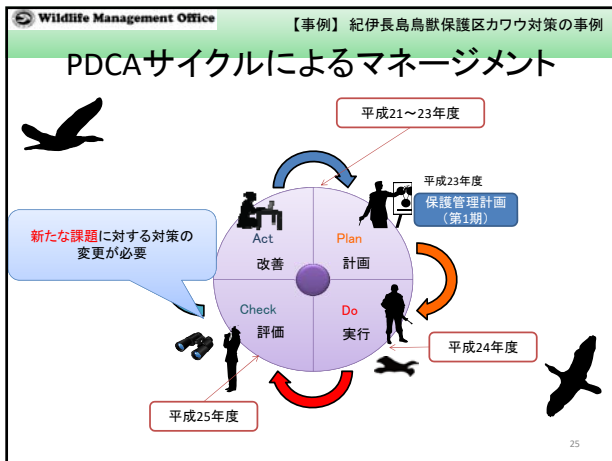 Wildlife Management Office
【事例】 紀伊長島鳥獣保護区カワウ対策の事例
PDCAサイクルによるマネージメント
平成21～23年度
平成23年度
保護管理計画
（第1期）
新たな課題に対する対策の
変更が必要
Act
改善
Plan
計画
Check
評価
Do
実行
平成24年度
平成25年度
25